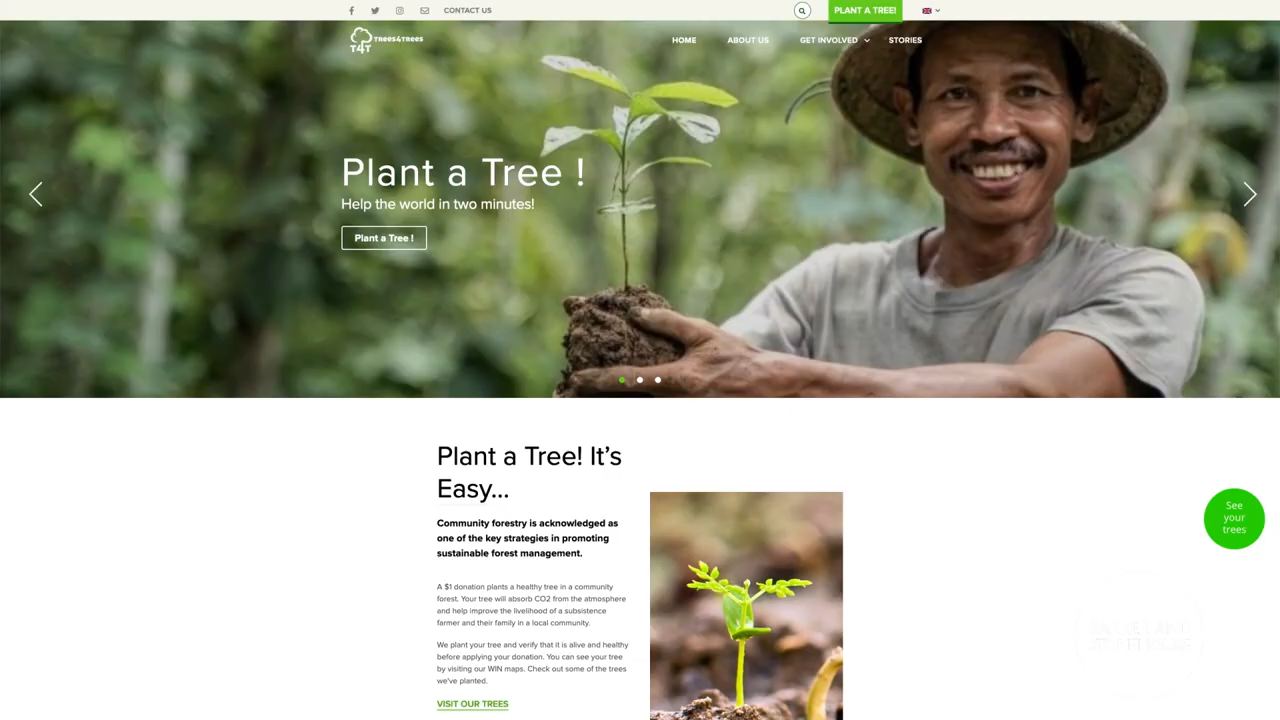 CONTACT US
PLANT A TREE!
Trees4Trees
T4T
HOME
ABOUT US
GET INVOLVED
STORIES
Plant a Tree !
Help the world in two minutes!
Plant a Tree !
Plant a Tree! It’s
Easy...
Community forestry is acknowledged as
one of the key strategies in promoting
sustainable forest management.
A $1 donation plants a healthy tree in a community
forest. Your tree will absorb CO2 from the atmosphere
and help improve the livelihood of a subsistence
farmer and their family in a local community.
We plant your tree and verify that it is alive and healthy
before applying your donation. You can see your tree
by visiting our WIN maps. Check out some of the trees
we've planted.
VISIT OUR TREES
See
your
trees